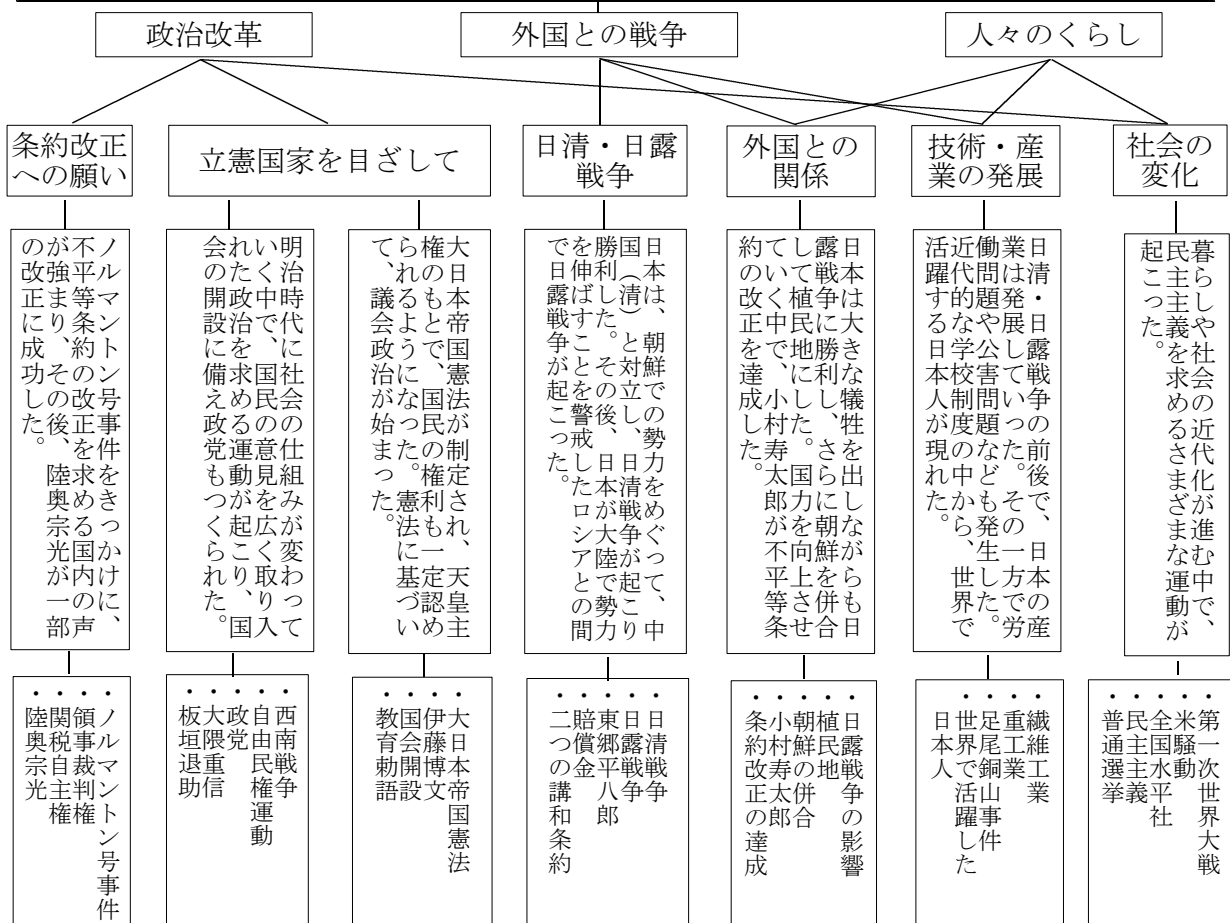 政治改革
外国との戦争
人々のくらし
条約改正
への願い
立憲国家を目ざして
日清・日露
戦争
外国との
関係
技術・産
業の発展
社会の
変化
ノルマントン号事件をきっかけに、
不平等条約の改正を求める国内の声
が強まり、その後、陸奥宗光が一部
の改正に成功した。
明治時代に社会の仕組みが変わって
いく中で、国民の意見を広く取り入
れた政治を求める運動が起こり、国
会の開設に備え政党もつくられた。
大日本帝国憲法が制定され、天皇主
権のもとで、国民の権利も一定認め
られるようになった。憲法に基づい
て、議会政治が始まった。
日本は、朝鮮での勢力をめぐって、中
国（清）と対立し、日清戦争が起こり
勝利した。その後、日本が大陸で勢力
を伸ばすことを警戒したロシアとの間
で日露戦争が起こった。
日本は大きな犠牲を出しながらも日
露戦争に勝利し、さらに朝鮮を併合
して植民地にした。国力を向上させ
ていく中で、小村寿太郎が不平等条
約の改正を達成した。
日清・日露戦争の前後で、日本の産
業は発展していった。その一方で労
働問題や公害問題なども発生した。
近代的な学校制度の中から、世界で
活躍する日本人が現れた。
暮らしや社会の近代化が進む中で、
民主主義を求めるさまざまな運動が
起こった。
・ノルマントン号事件
・領事裁判権
・関税自主権
・陸奥宗光
・西南戦争
・自由民権運動
・政党
・大隈重信
・板垣退助
・大日本帝国憲法
・伊藤博文
・国会開設
・教育勅語
・日清戦争
・日露戦争
・東郷平八郎
・賠償金
・二つの講和条約
・日露戦争の影響
・植民地
・朝鮮の併合
・小村寿太郎
・条約改正の達成
・繊維工業
・重工業
・足尾銅山事件
・世界で活躍した
日本人
・第一次世界大戦
・米騒動
・全国水平社
・民主主義
・普通選挙